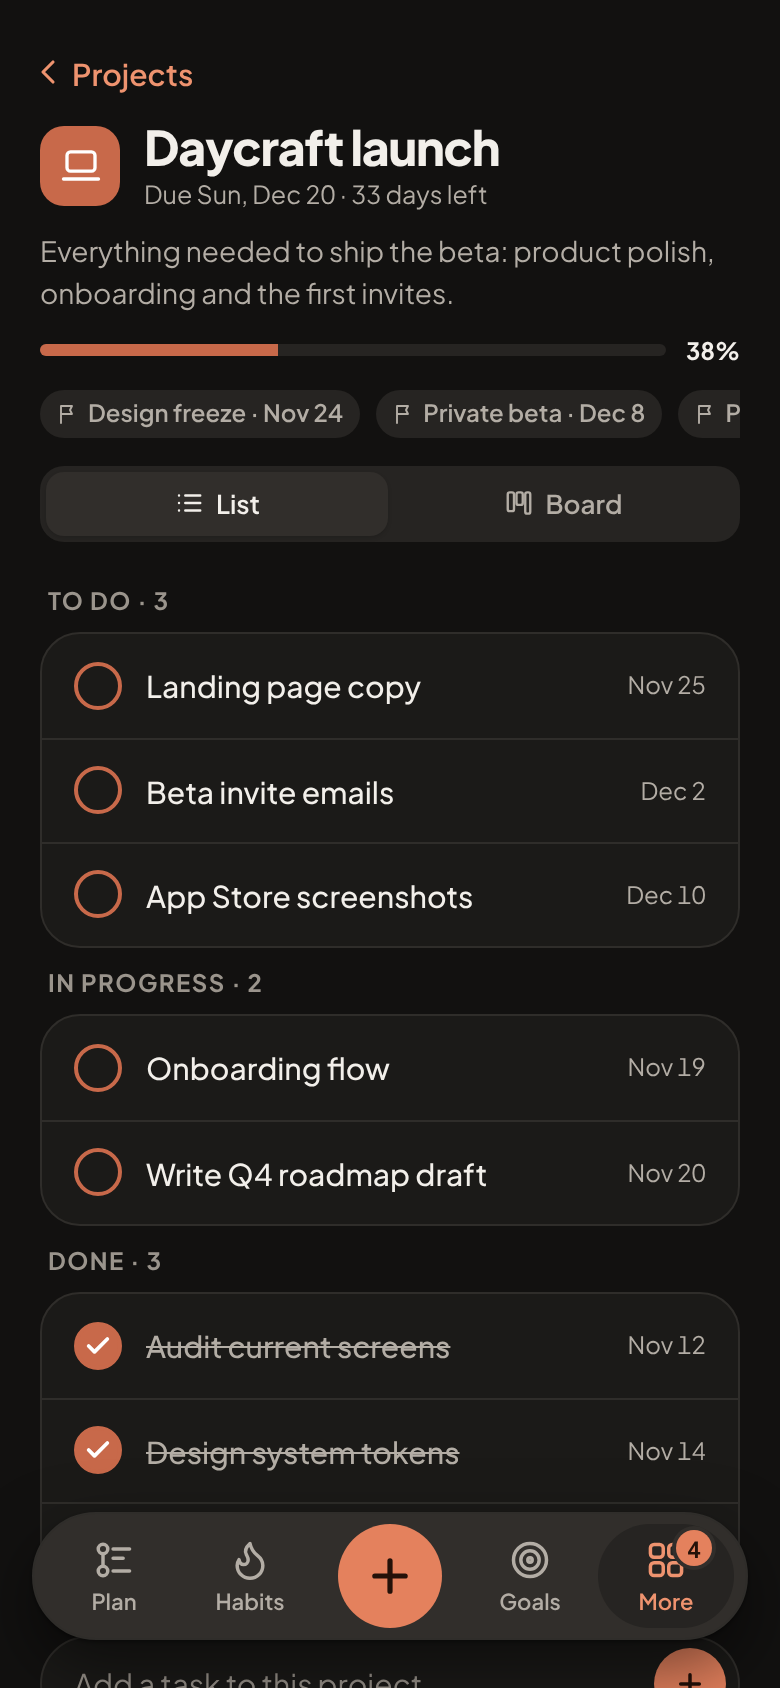 Projects
Daycraft launch
Due Sun, Dec 20 · 33 days left
Everything needed to ship the beta: product polish,
onboarding and the first invites.
38%
Design freeze · Nov 24
Private beta · Dec 8
P
List
Board
TO DO · 3
Landing page copy
Nov 25
Beta invite emails
Dec 2
App Store screenshots
Dec 10
IN PROGRESS · 2
Onboarding flow
Nov 19
Write Q4 roadmap draft
Nov 20
DONE · 3
Audit current screens
Nov 12
Design system tokens
Nov 14
Plan
Habits
Goals
4
More
Add a task to this project